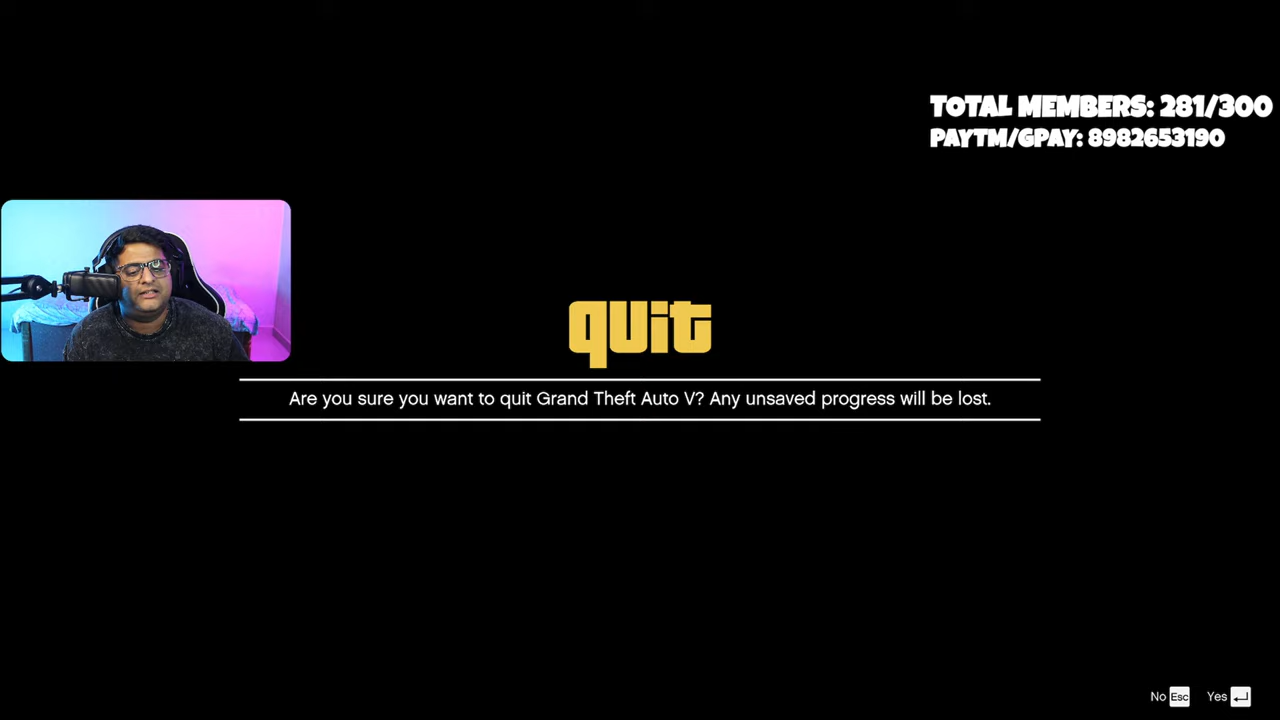 TOTAL MEMBERS: 281/300
PAYTM/GPAY: 8982653190
quit
Are you sure you want to quit Grand Theft Auto V? Any unsaved progress will be lost.
No Esc Yes